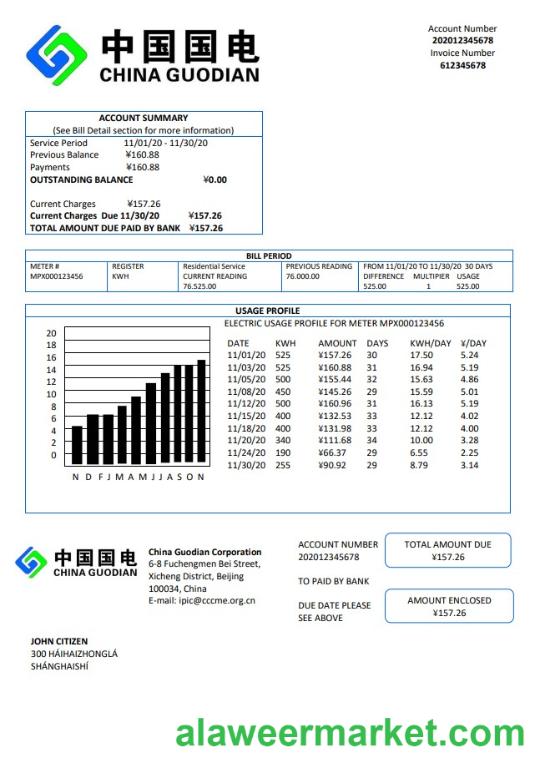 中国国电
CHINA GUODIAN
Account Number
202012345678
Invoice Number
612345678
ACCOUNT SUMMARY
(See Bill Detail section for more information)
Service Period 11/01/20 - 11/30/20
Previous Balance ¥160.88
Payments ¥160.88
OUTSTANDING BALANCE ¥0.00
Current Charges ¥157.26
Current Charges Due 11/30/20 ¥157.26
TOTAL AMOUNT DUE PAID BY BANK ¥157.26
BILL PERIOD
METER # REGISTER Residential Service PREVIOUS READING FROM 11/01/20 TO 11/30/20 30 DAYS
MPX000123456 KWH CURRENT READING 76.000.00 DIFFERENCE MULTIPIER USAGE
76.525.00 525.00 1 525.00
USAGE PROFILE
ELECTRIC USAGE PROFILE FOR METER MPX000123456
20
18
16
14
12
10
8
6
4
2
0
N D F J M A M J A S O N
DATE KWH AMOUNT DAYS KWH/DAY ¥/DAY
11/01/20 525 ¥157.26 30 17.50 5.24
11/03/20 525 ¥160.88 31 16.94 5.19
11/05/20 500 ¥155.44 32 15.63 4.86
11/08/20 450 ¥145.26 29 15.59 5.01
11/12/20 500 ¥160.96 31 16.13 5.19
11/15/20 400 ¥132.53 33 12.12 4.02
11/18/20 400 ¥131.98 33 12.12 4.00
11/20/20 340 ¥111.68 34 10.00 3.28
11/24/20 190 ¥66.37 29 6.55 2.25
11/30/20 255 ¥90.92 29 8.79 3.14
中国国电
CHINA GUODIAN
China Guodian Corporation
6-8 Fuchengmen Bei Street,
Xicheng District, Beijing
100034, China
E-mail: ipic@cccme.org.cn
ACCOUNT NUMBER
202012345678
TO PAID BY BANK
DUE DATE PLEASE
SEE ABOVE
TOTAL AMOUNT DUE
¥157.26
AMOUNT ENCLOSED
¥157.26
JOHN CITIZEN
300 HÁIHAIZHONGLÁ
SHÁNGHAISHÍ
alaweermarket.com